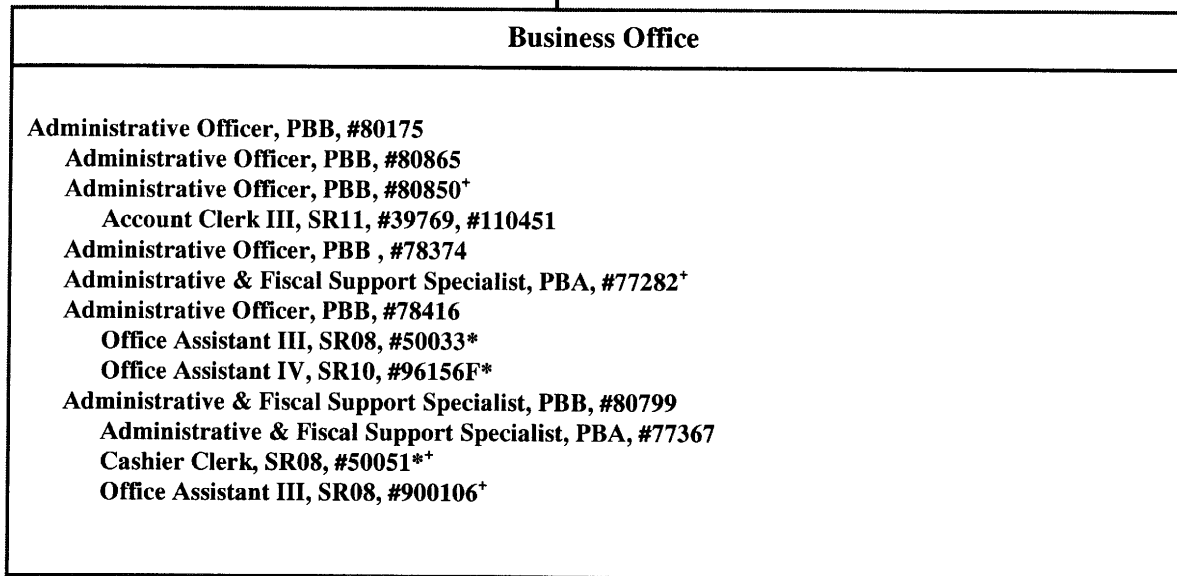 Business Office
Administrative Officer, PBB, #80175
Administrative Officer, PBB, #80865
Administrative Officer, PBB, #80850+
Account Clerk III, SR11, #39769, #110451
Administrative Officer, PBB , #78374
Administrative & Fiscal Support Specialist, PBA, #77282+
Administrative Officer, PBB, #78416
Office Assistant III, SR08, #50033*
Office Assistant IV, SR10, #96156F*
Administrative & Fiscal Support Specialist, PBB, #80799
Administrative & Fiscal Support Specialist, PBA, #77367
Cashier Clerk, SR08, #50051*+
Office Assistant III, SR08, #900106+